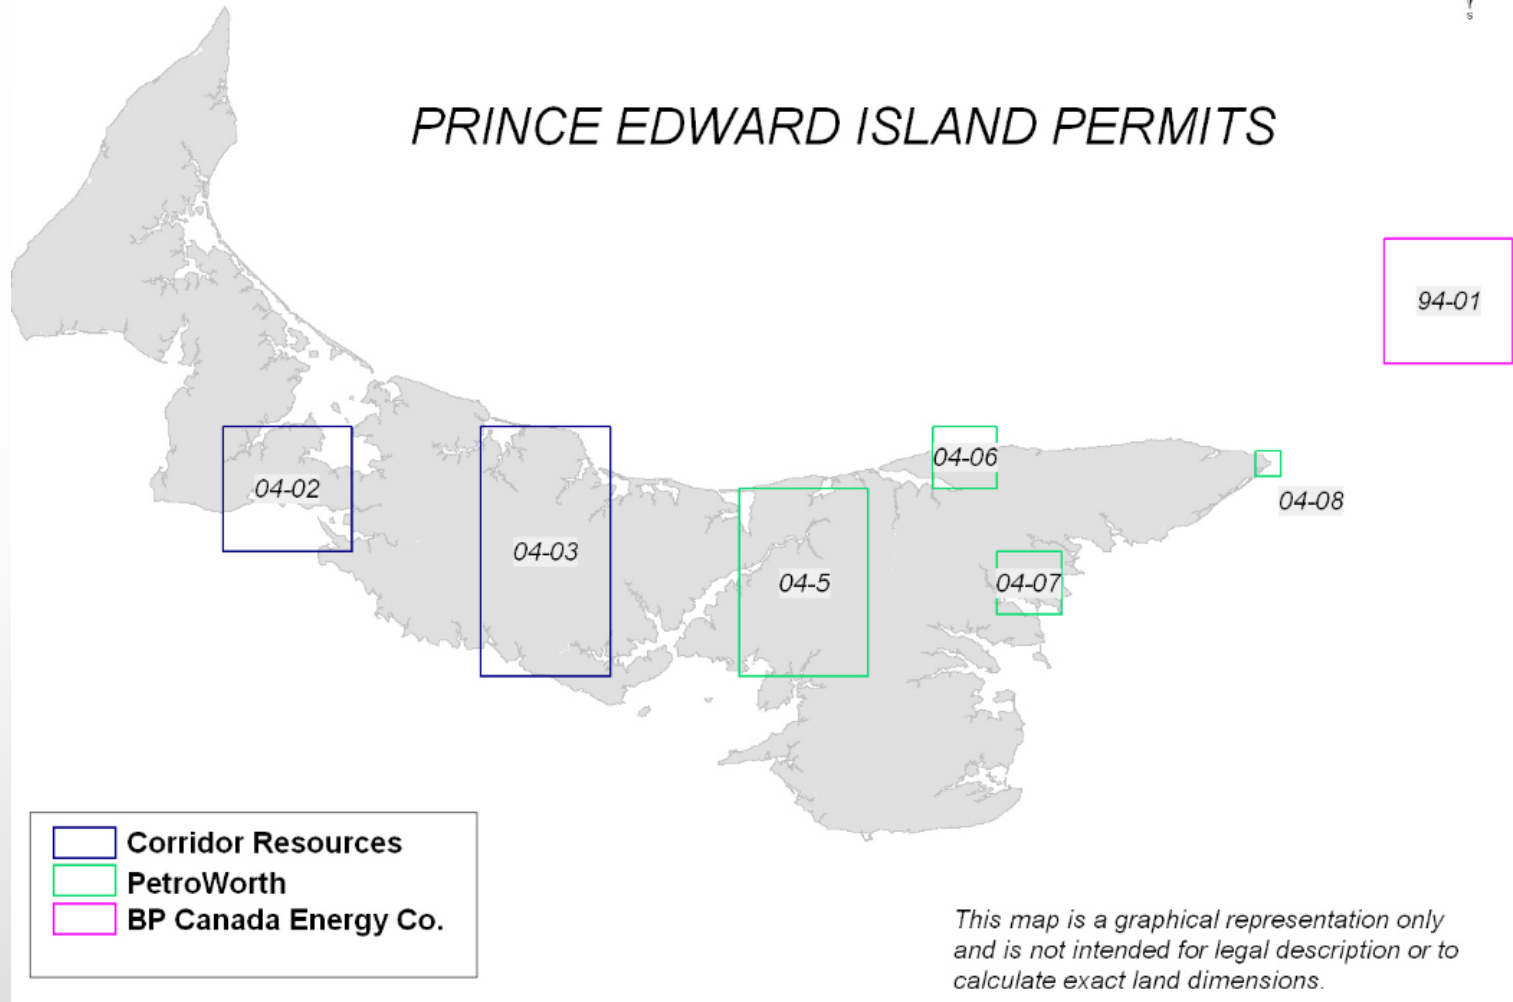 S
PRINCE EDWARD ISLAND PERMITS
94-01
04-06
04-02
04-08
04-03
04-5
04-07
Corridor Resources
PetroWorth
BP Canada Energy Co.
This map is a graphical representation only
and is not intended for legal description or to
calculate exact land dimensions.